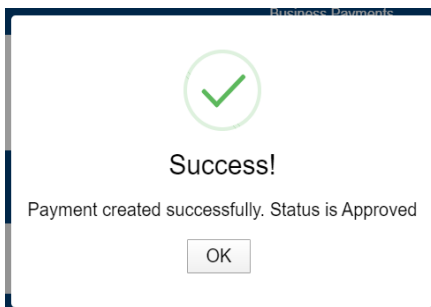 Business Payments
Success!
Payment created successfully. Status is Approved
OK